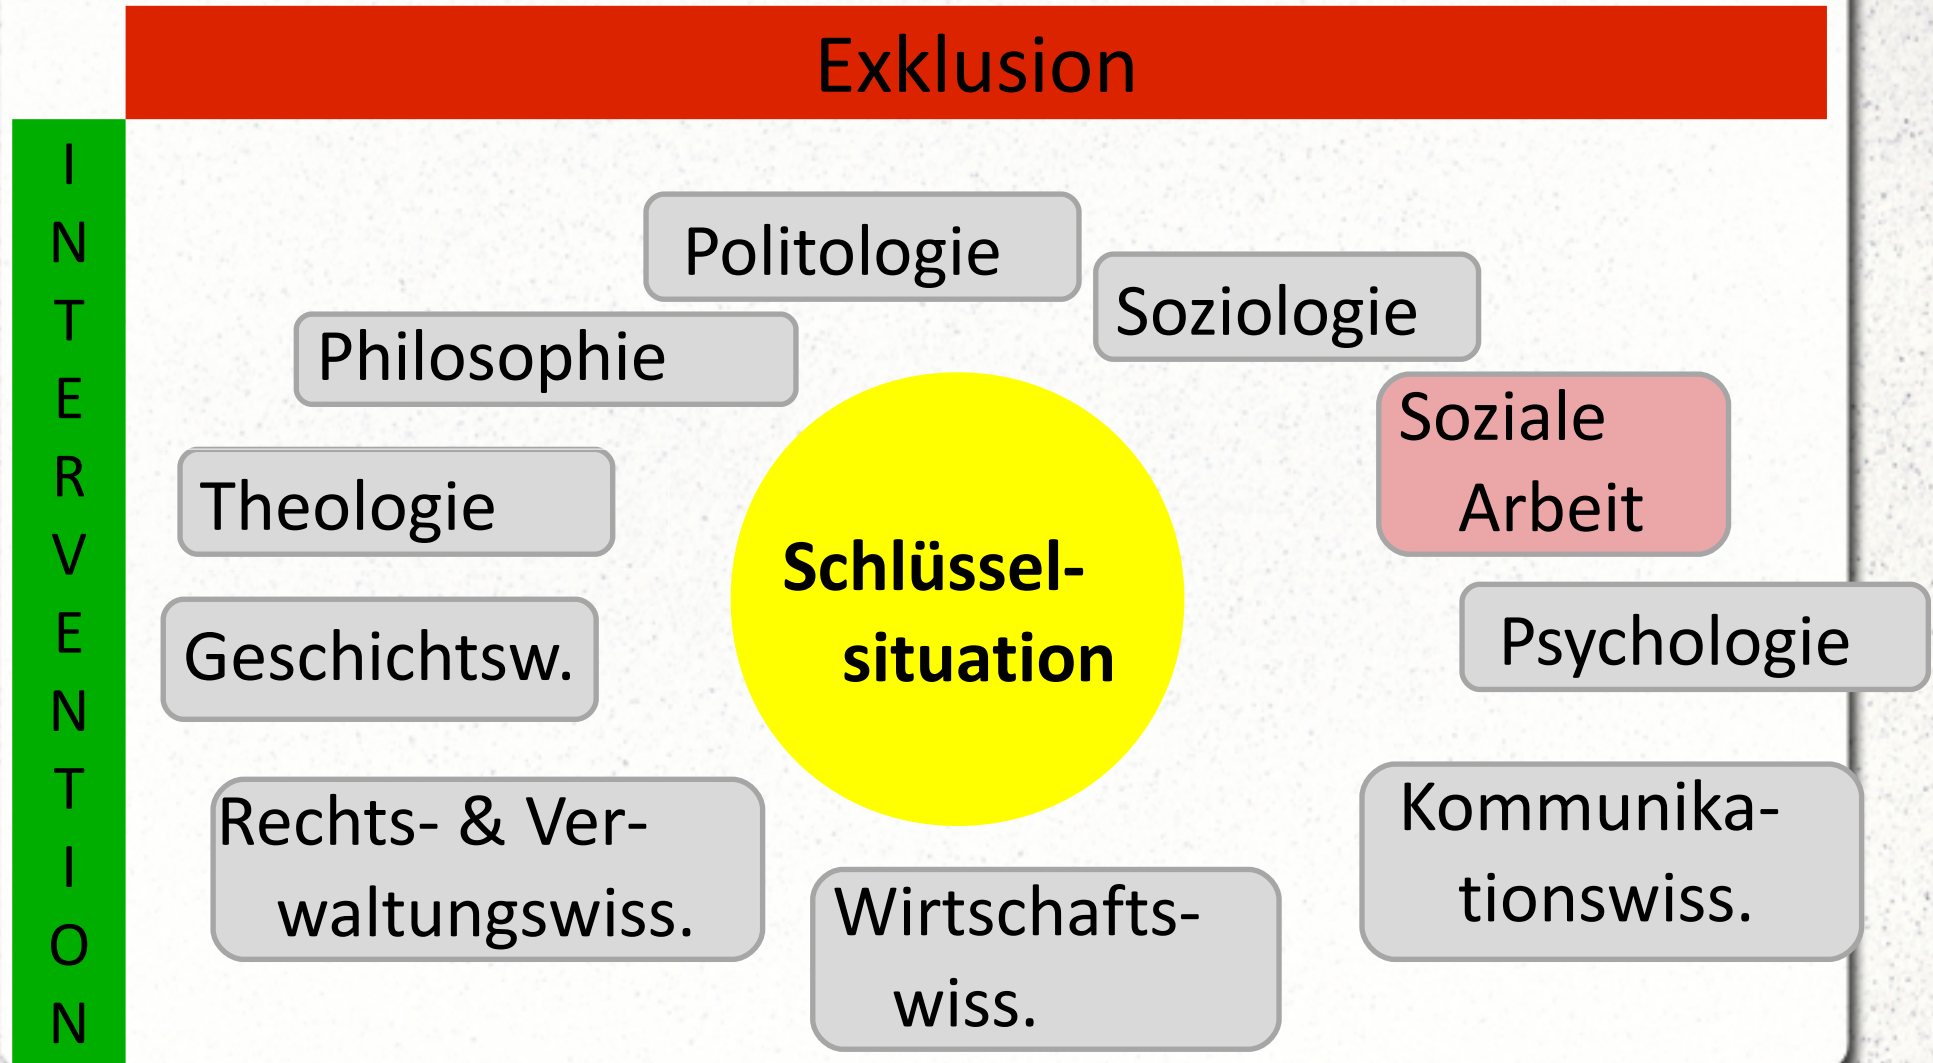 Exklusion
I
N
T
E
R
V
E
N
T
I
O
N
Politologie
Soziologie
Philosophie
Soziale
Arbeit
Theologie
Schlüssel-
situation
Psychologie
Geschichtsw.
Rechts- & Ver-
waltungswiss.
Kommunika-
tionswiss.
Wirtschafts-
wiss.